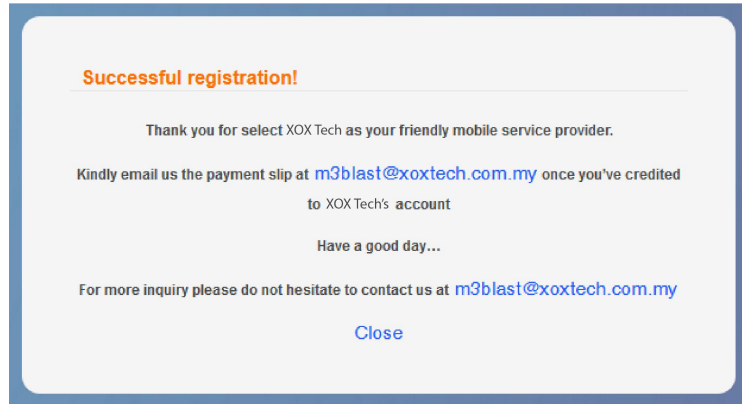 Successful registration!
Thank you for select XOX Tech as your friendly mobile service provider.
Kindly email us the payment slip at m3blast@xoxtech.com.my once you've credited
to XOX Tech's account
Have a good day...
For more inquiry please do not hesitate to contact us at m3blast@xoxtech.com.my
Close